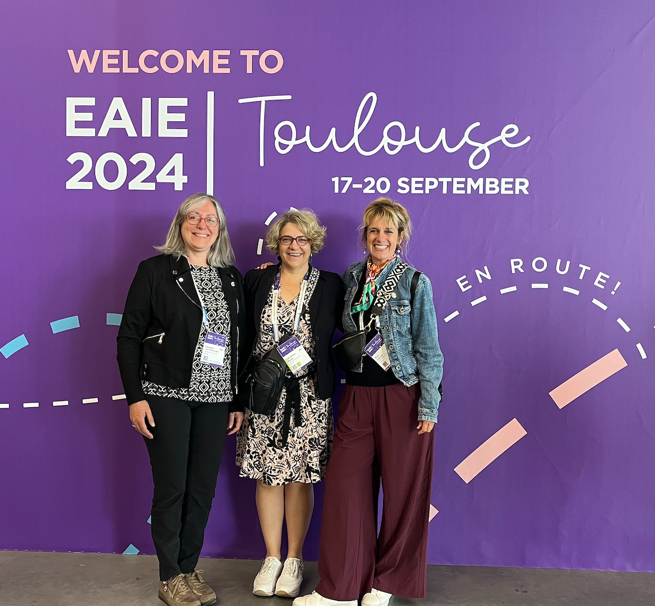 WELCOME TO
EAIE
2024
Toulouse
17–20 SEPTEMBER
EN ROUTE!